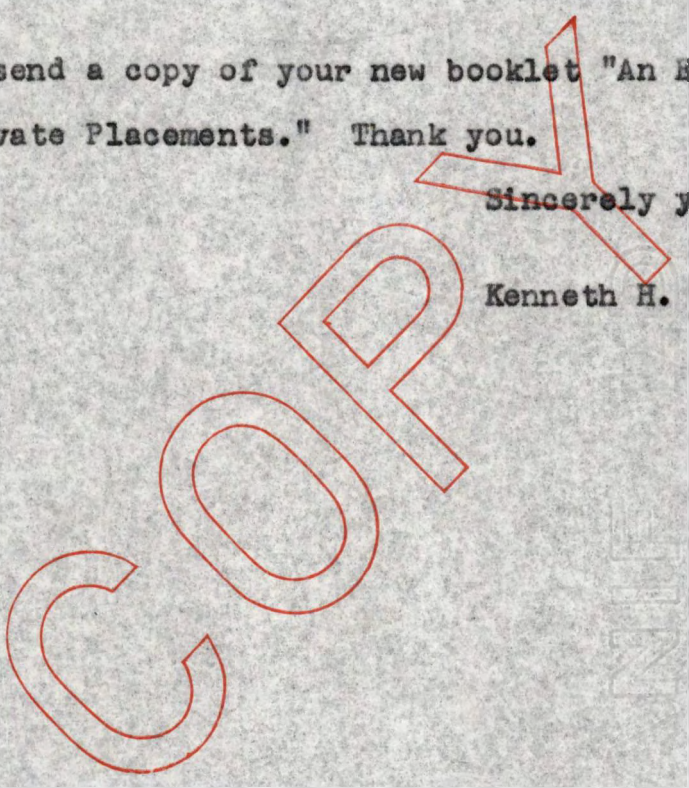 send a copy of your new booklet "An
vate Placements." Thank you.
Sincerely
Kenneth H.
COPY